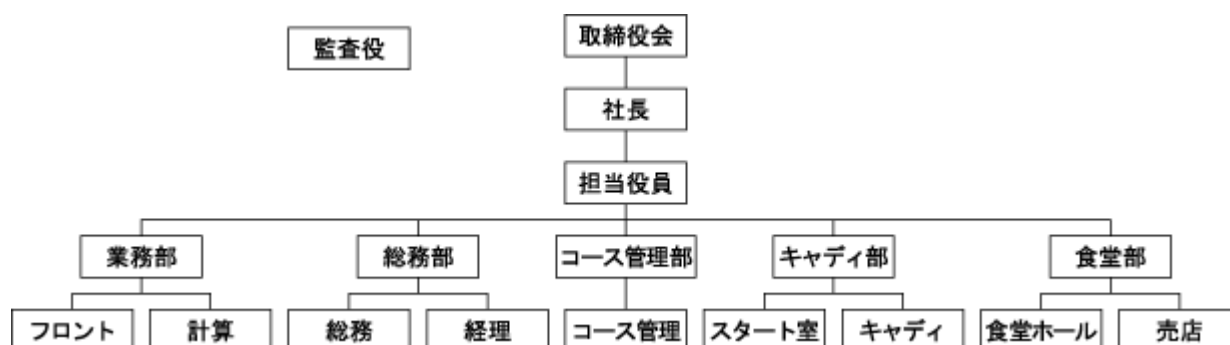 取締役会
監査役
社長
担当役員
業務部
総務部
コース管理部
キャディ部
食堂部
フロント
計算
総務
経理
コース管理
スタート室
キャディ
食堂ホール
売店